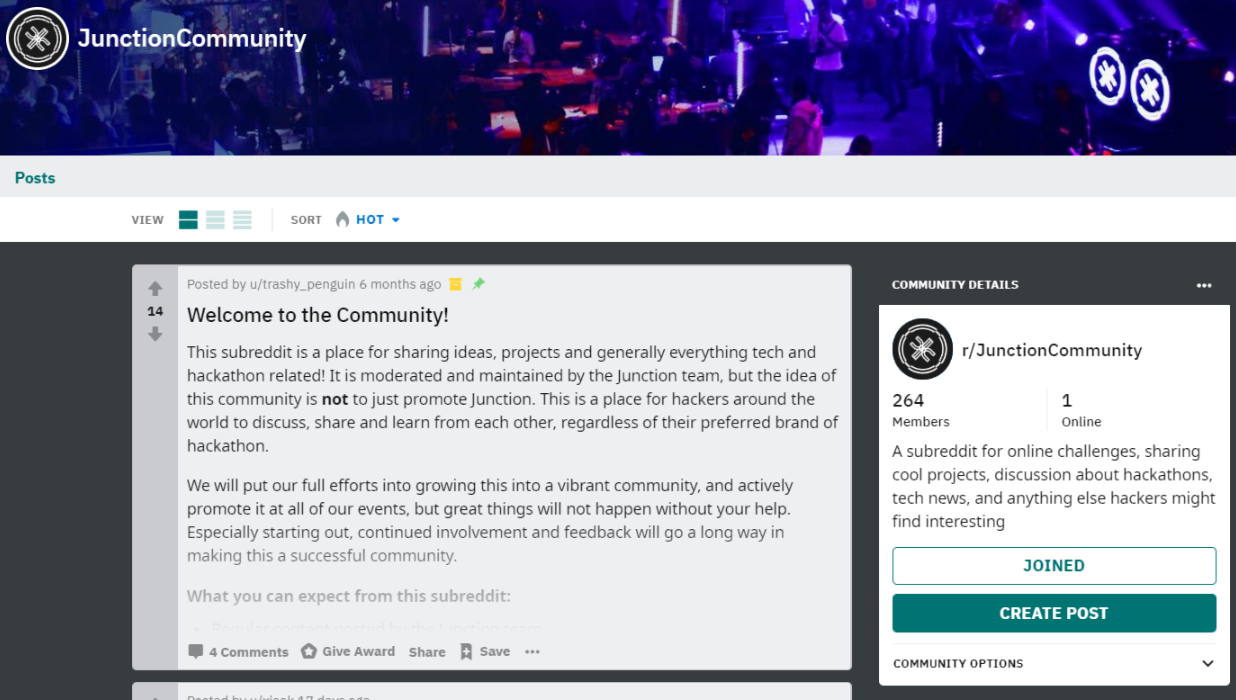 JunctionCommunity
Posts
VIEW
SORT HOT
Posted by u/trashy_penguin 6 months ago
14
Welcome to the Community!
This subreddit is a place for sharing ideas, projects and generally everything tech and
hackathon related! It is moderated and maintained by the Junction team, but the idea of
this community is not to just promote Junction. This is a place for hackers around the
world to discuss, share and learn from each other, regardless of their preferred brand of
hackathon.
We will put our full efforts into growing this into a vibrant community, and actively
promote it at all of our events, but great things will not happen without your help.
Especially starting out, continued involvement and feedback will go a long way in
making this a successful community.
What you can expect from this subreddit:
• Regular content posted by the Junction team
4 Comments Give Award Share Save ...
COMMUNITY DETAILS ...
r/JunctionCommunity
264 1
Members Online
A subreddit for online challenges, sharing
cool projects, discussion about hackathons,
tech news, and anything else hackers might
find interesting
JOINED
CREATE POST
COMMUNITY OPTIONS